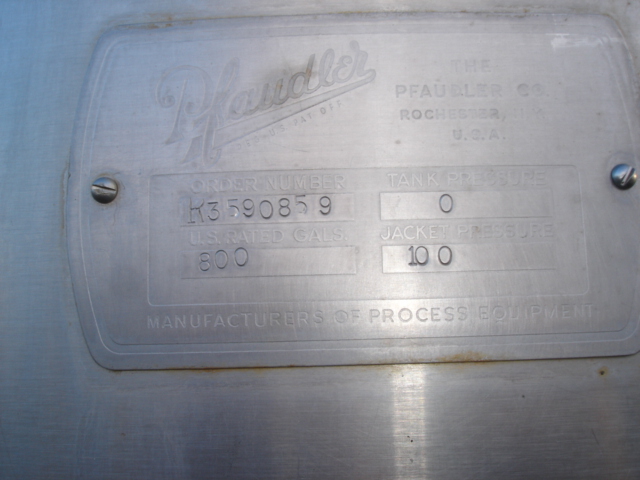 Pfaudler
THE
PFAUDLER CO.
ROCHESTER,
U.S.A.
ORDER NUMBER
TANK PRESSURE
K3590859
0
U.S. RATED GALS.
JACKET PRESSURE
800
100
MANUFACTURERS OF PROCESS EQUIPMENT